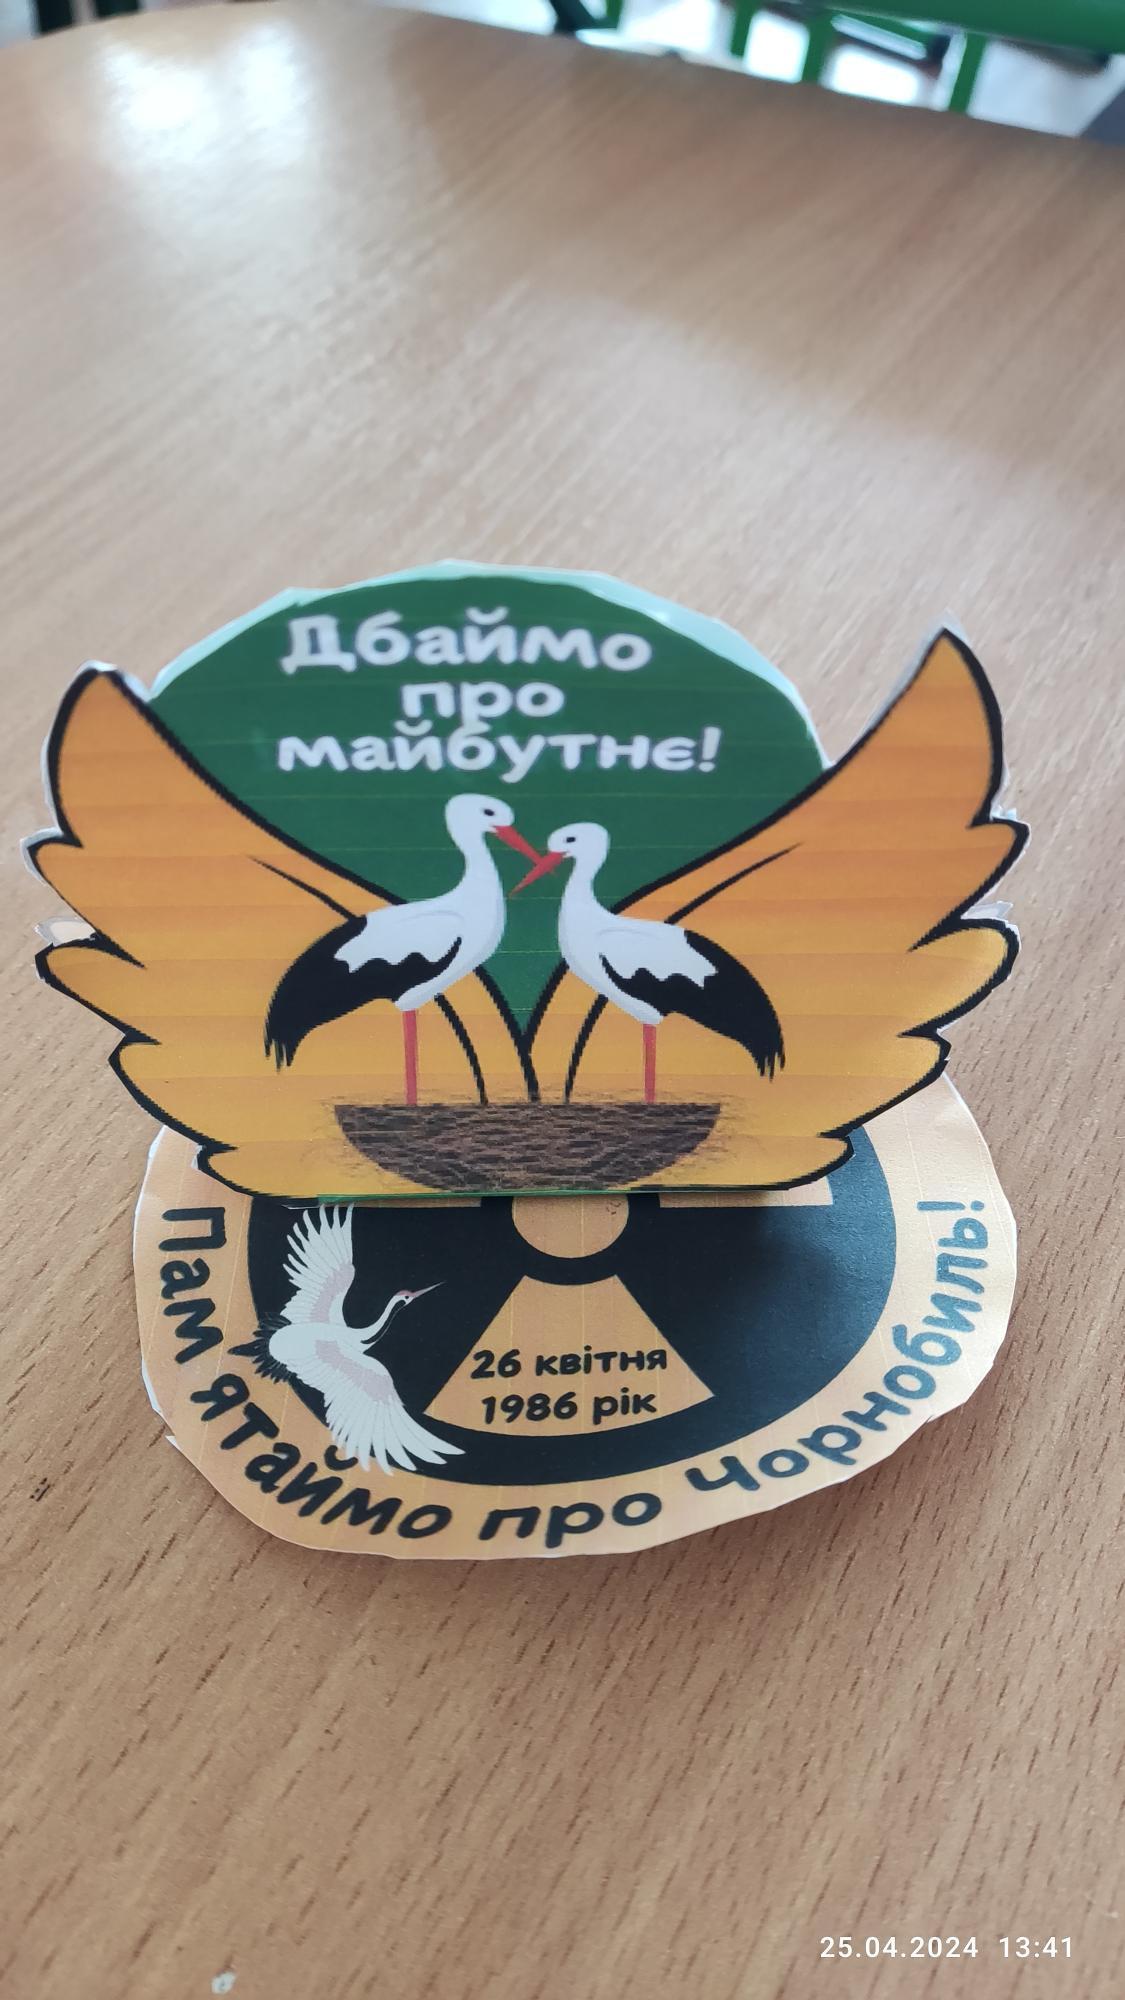 Дбаймо
про
майбутнє!
26 квітня
1986 рік
Пам ятаймо про Чорнобиль!
25.04.2024 13:41